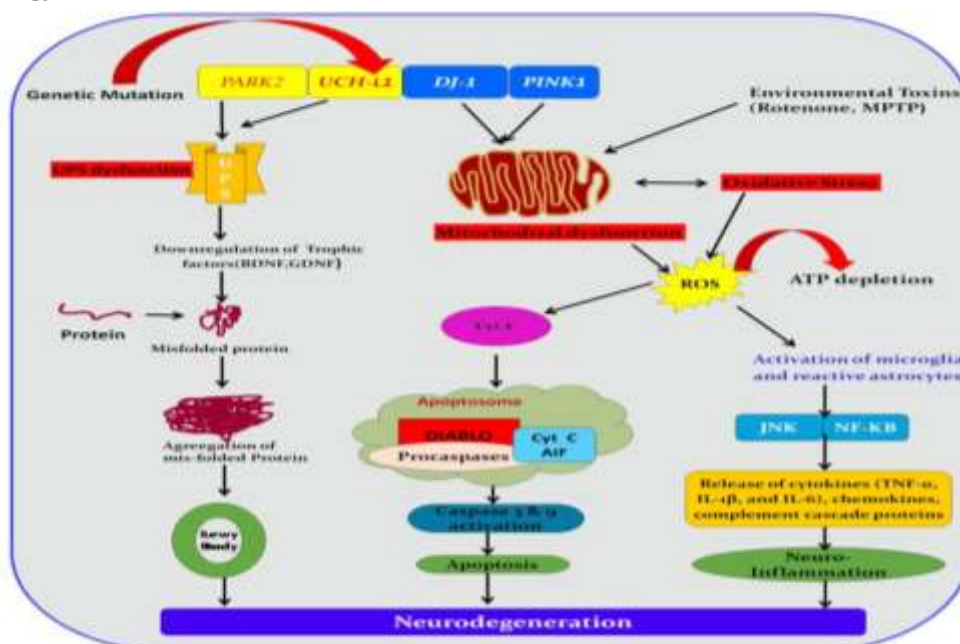 PARK2 UCH-L1 DJ-1 PINK1
Genetic Mutation
Environmental Toxins
(Rotenone, MPTP)
UPS dysfunction
UPS
Oxidative Stress
Mitochodrial dysfunction
Downregulation of Trophic
factors(BDNF,GDNF)
ROS
ATP depletion
Protein
Misfolded protein
Cyt-C
Activation of microglia
and reactive astrocytes
Apoptosome
DIABLO
Cyt C
AIF
Procaspases
JNK NF-KB
Agreegation of
mis-folded Protein
Release of cytokines (TNF-α,
IL-1β, and IL-6), chemokines,
complement cascade proteins
Caspase 3 & 9
activation
Lewy
Body
Apoptosis
Neuro-
Inflammation
Neurodegeneration